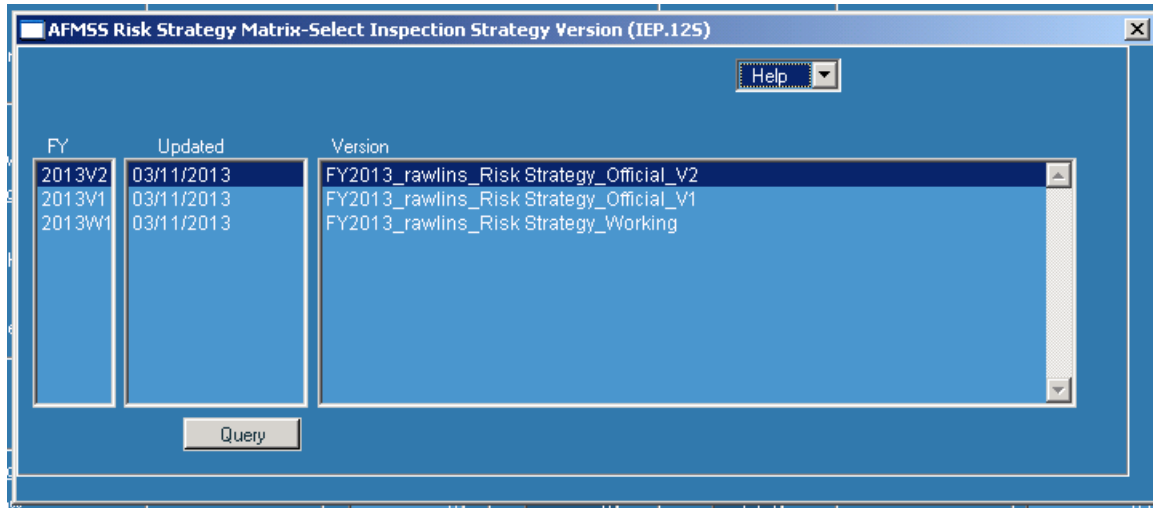 AFMSS Risk Strategy Matrix-Select Inspection Strategy Version (IEP.12S)
Help
FY Updated Version
2013V2 03/11/2013 FY2013_rawlins_Risk Strategy_Official_V2
2013V1 03/11/2013 FY2013_rawlins_Risk Strategy_Official_V1
2013W1 03/11/2013 FY2013_rawlins_Risk Strategy_Working
Query